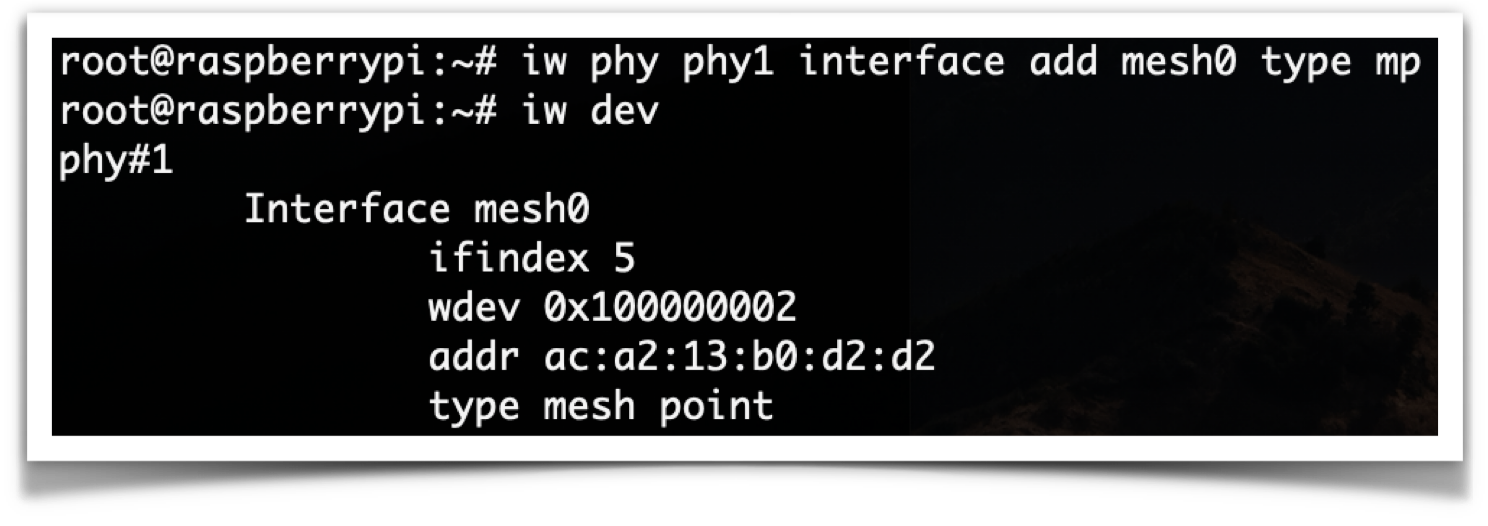 root@raspberrypi:~# iw phy phy1 interface add mesh0 type mp
root@raspberrypi:~# iw dev
phy#1
Interface mesh0
ifindex 5
wdev 0x100000002
addr ac:a2:13:b0:d2:d2
type mesh point